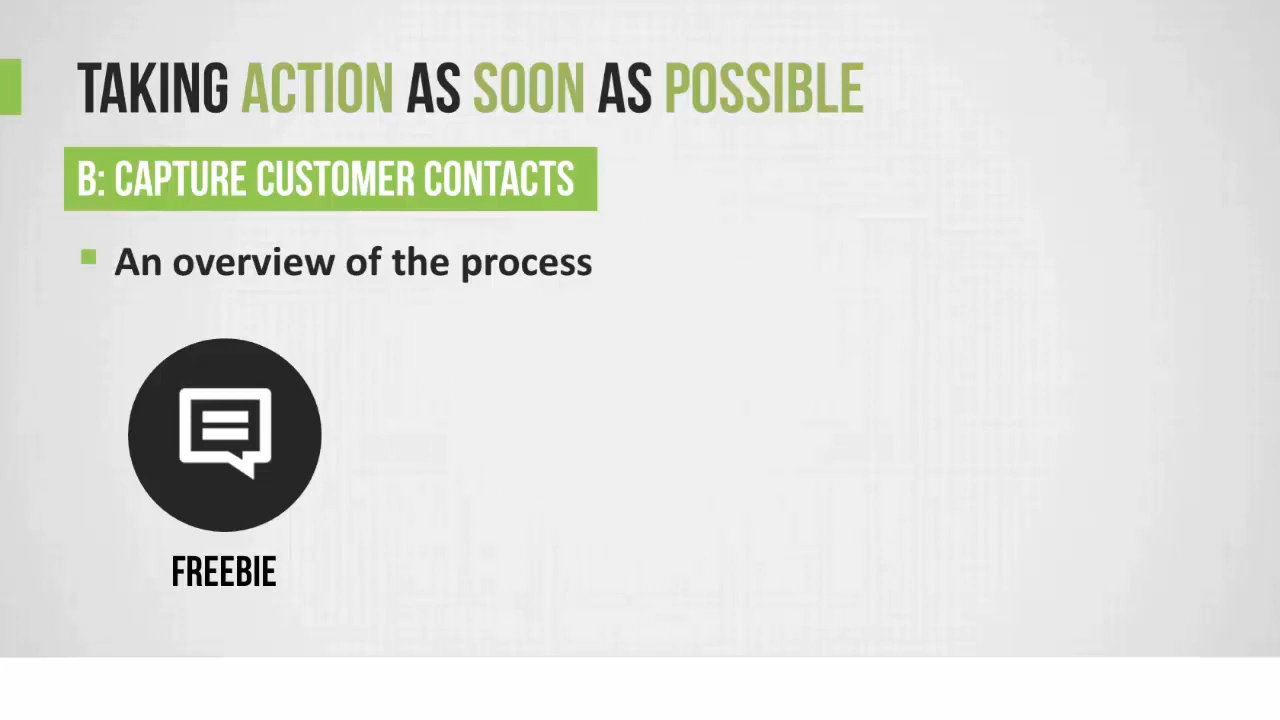 TAKING ACTION AS SOON AS POSSIBLE
B: CAPTURE CUSTOMER CONTACTS
An overview of the process
FREEBIE